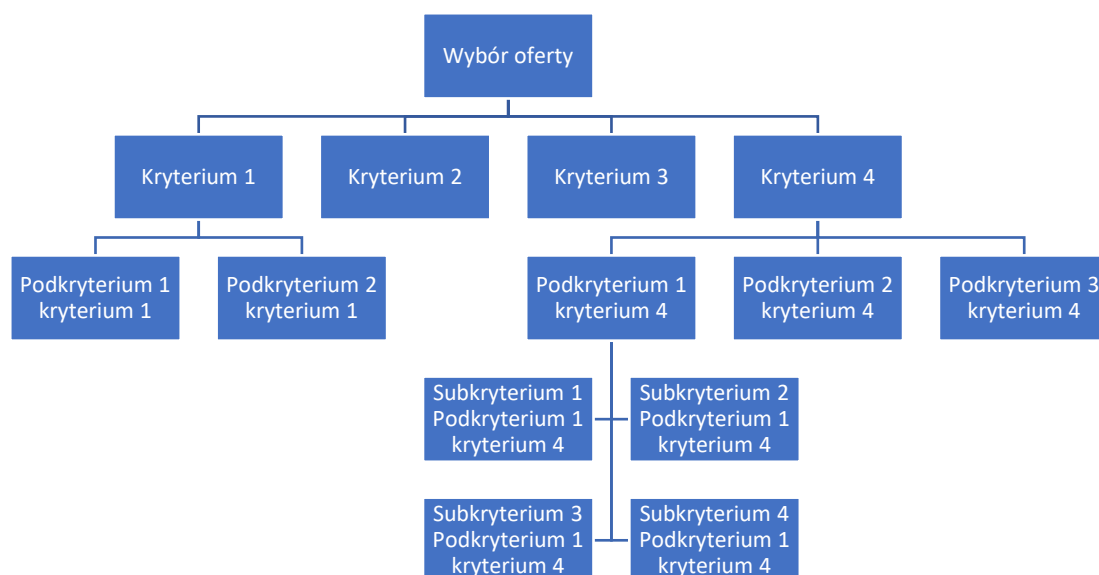 Wybór oferty
Kryterium 1
Kryterium 2
Kryterium 3
Kryterium 4
Podkryterium 1
kryterium 1
Podkryterium 2
kryterium 1
Podkryterium 1
kryterium 4
Podkryterium 2
kryterium 4
Podkryterium 3
kryterium 4
Subkryterium 1
Podkryterium 1
kryterium 4
Subkryterium 2
Podkryterium 1
kryterium 4
Subkryterium 3
Podkryterium 1
kryterium 4
Subkryterium 4
Podkryterium 1
kryterium 4